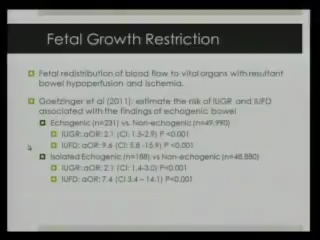 Fetal Growth Restriction
Fetal redistribution of blood flow to vital organs with resultant
bowel hypoperfusion and ischemia.
Goetzinger et al (2011): estimate the risk of IUGR and IUFD
associated with the findings of echogenic bowel
Echogenic (n=231) vs. Non-echogenic (n=49,990)
IUGR: aOR: 2.1 (CI: 1.5-2.9) P <0.001
IUFD: aOR: 9.6 (CI: 5.8 -15.9) P <0.001
Isolated Echogenic (n=188) vs Non-echogenic (n=48,880)
IUGR: aOR: 2.1 (CI: 1.4-3.0) P<0.001
IUFD: aOR: 7.4 (CI 3.4 – 14.1) P<0.001